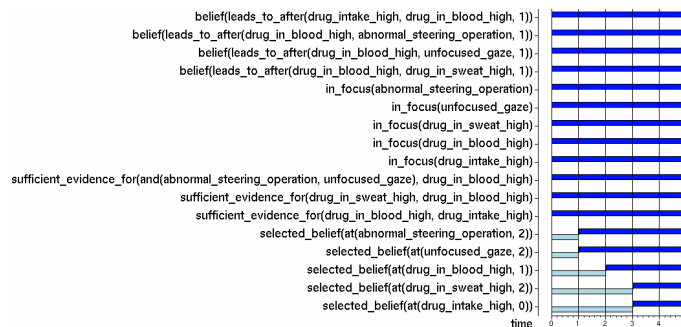 belief(leads_to_after(drug_intake_high, drug_in_blood_high, 1))
belief(leads_to_after(drug_in_blood_high, abnormal_steering_operation, 1))
belief(leads_to_after(drug_in_blood_high, unfocused_gaze, 1))
belief(leads_to_after(drug_in_blood_high, drug_in_sweat_high, 1))
in_focus(abnormal_steering_operation)
in_focus(unfocused_gaze)
in_focus(drug_in_sweat_high)
in_focus(drug_in_blood_high)
in_focus(drug_intake_high)
sufficient_evidence_for(and(abnormal_steering_operation, unfocused_gaze), drug_in_blood_high)
sufficient_evidence_for(drug_in_sweat_high, drug_in_blood_high)
sufficient_evidence_for(drug_in_blood_high, drug_intake_high)
selected_belief(at(abnormal_steering_operation, 2))
selected_belief(at(unfocused_gaze, 2))
selected_belief(at(drug_in_blood_high, 1))
selected_belief(at(drug_in_sweat_high, 2))
selected_belief(at(drug_intake_high, 0))
time 0 1 2 3 4